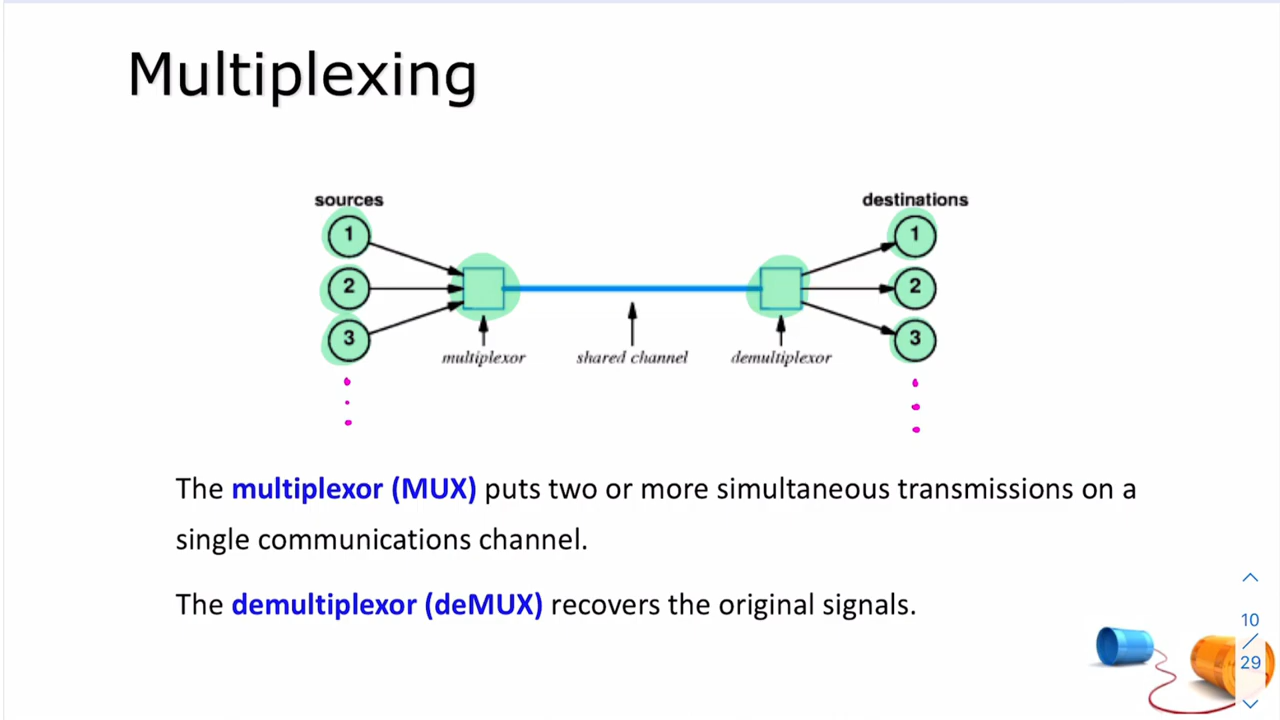 Multiplexing
sources
destinations
1
1
2
2
3
3
multiplexor
shared channel
demultiplexor
The multiplexor (MUX) puts two or more simultaneous transmissions on a
single communications channel.
The demultiplexor (deMUX) recovers the original signals.
10
/
29